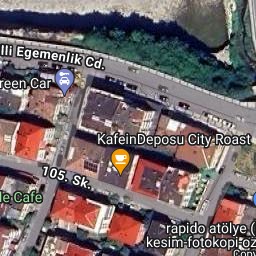 lli Egemenlik Cd.
reen Car
KafeinDeposu City Roast
105. Sk.
le Cafe
rapido atölye (
kesim-fotokopi-oz